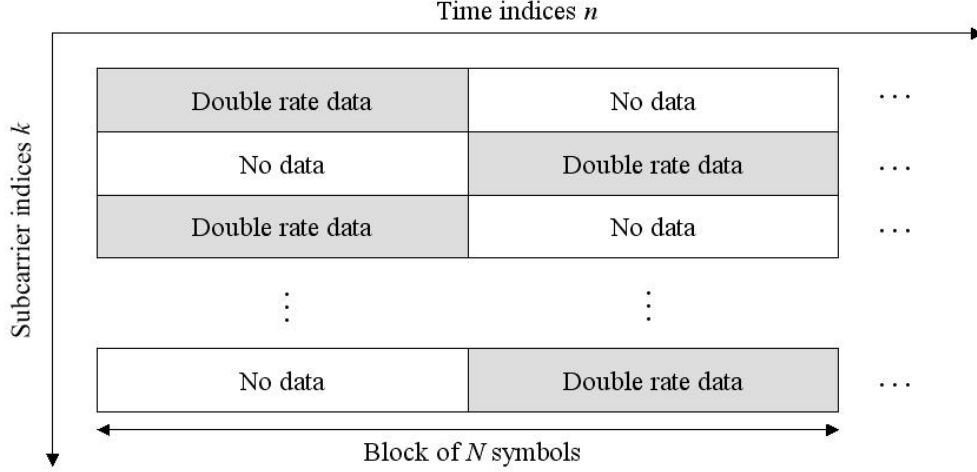 Time indices n
Subcarrier indices k
Double rate data No data ...
No data Double rate data ...
Double rate data No data ...
⋮ ⋮
No data Double rate data ...
Block of N symbols